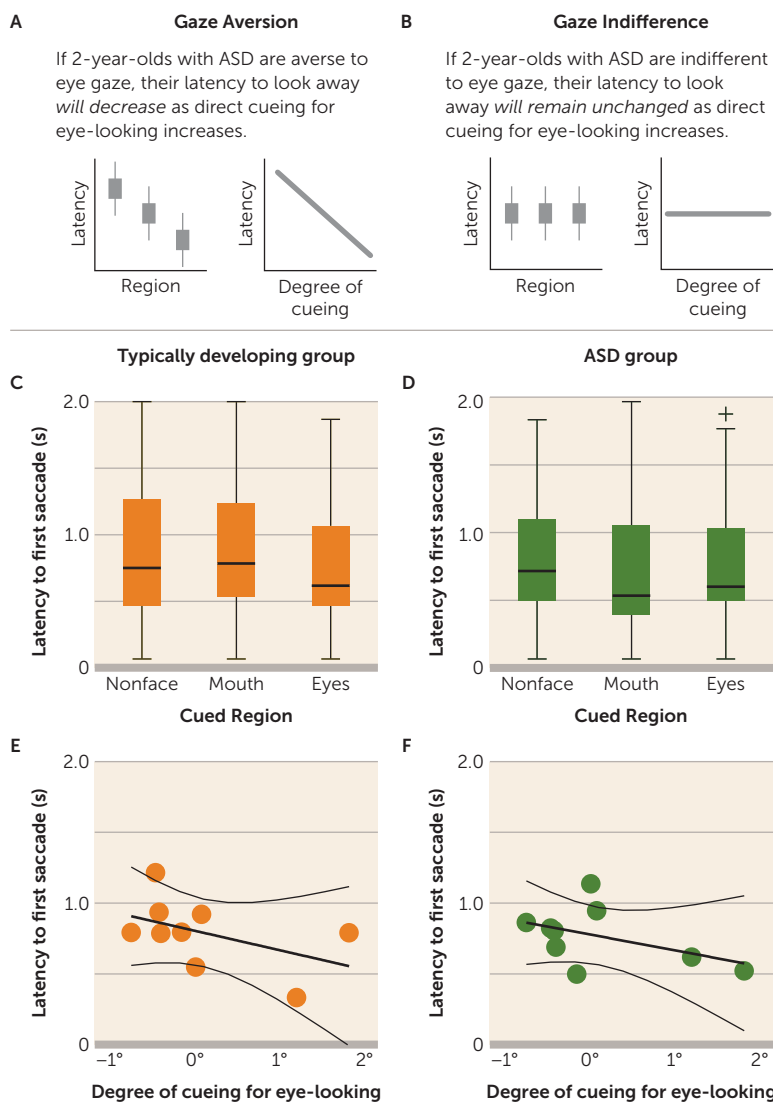 A
Gaze Aversion
If 2-year-olds with ASD are averse to
eye gaze, their latency to look away
will decrease as direct cueing for
eye-looking increases.
Latency
Region
Latency
Degree of
cueing
B
Gaze Indifference
If 2-year-olds with ASD are indifferent
to eye gaze, their latency to look
away will remain unchanged as direct
cueing for eye-looking increases.
Latency
Region
Latency
Degree of
cueing
Typically developing group
C
Latency to first saccade (s)
2.0
1.0
0
Nonface Mouth Eyes
Cued Region
ASD group
D
Latency to first saccade (s)
2.0
1.0
0
Nonface Mouth Eyes
Cued Region
E
Latency to first saccade (s)
2.0
1.0
0
−1° 0° 1° 2°
Degree of cueing for eye-looking
F
Latency to first saccade (s)
2.0
1.0
0
−1° 0° 1° 2°
Degree of cueing for eye-looking